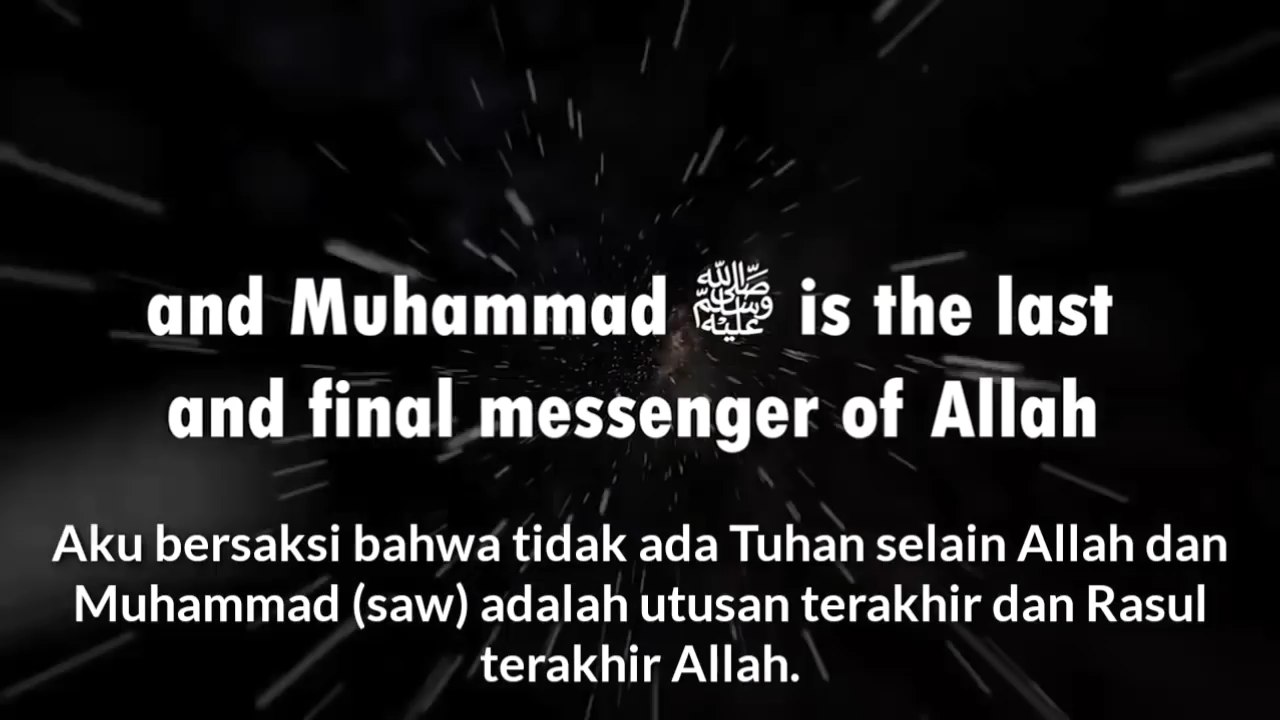 and Muhammad ﷺ is the last
and final messenger of Allah
Aku bersaksi bahwa tidak ada Tuhan selain Allah dan
Muhammad (saw) adalah utusan terakhir dan Rasul
terakhir Allah.